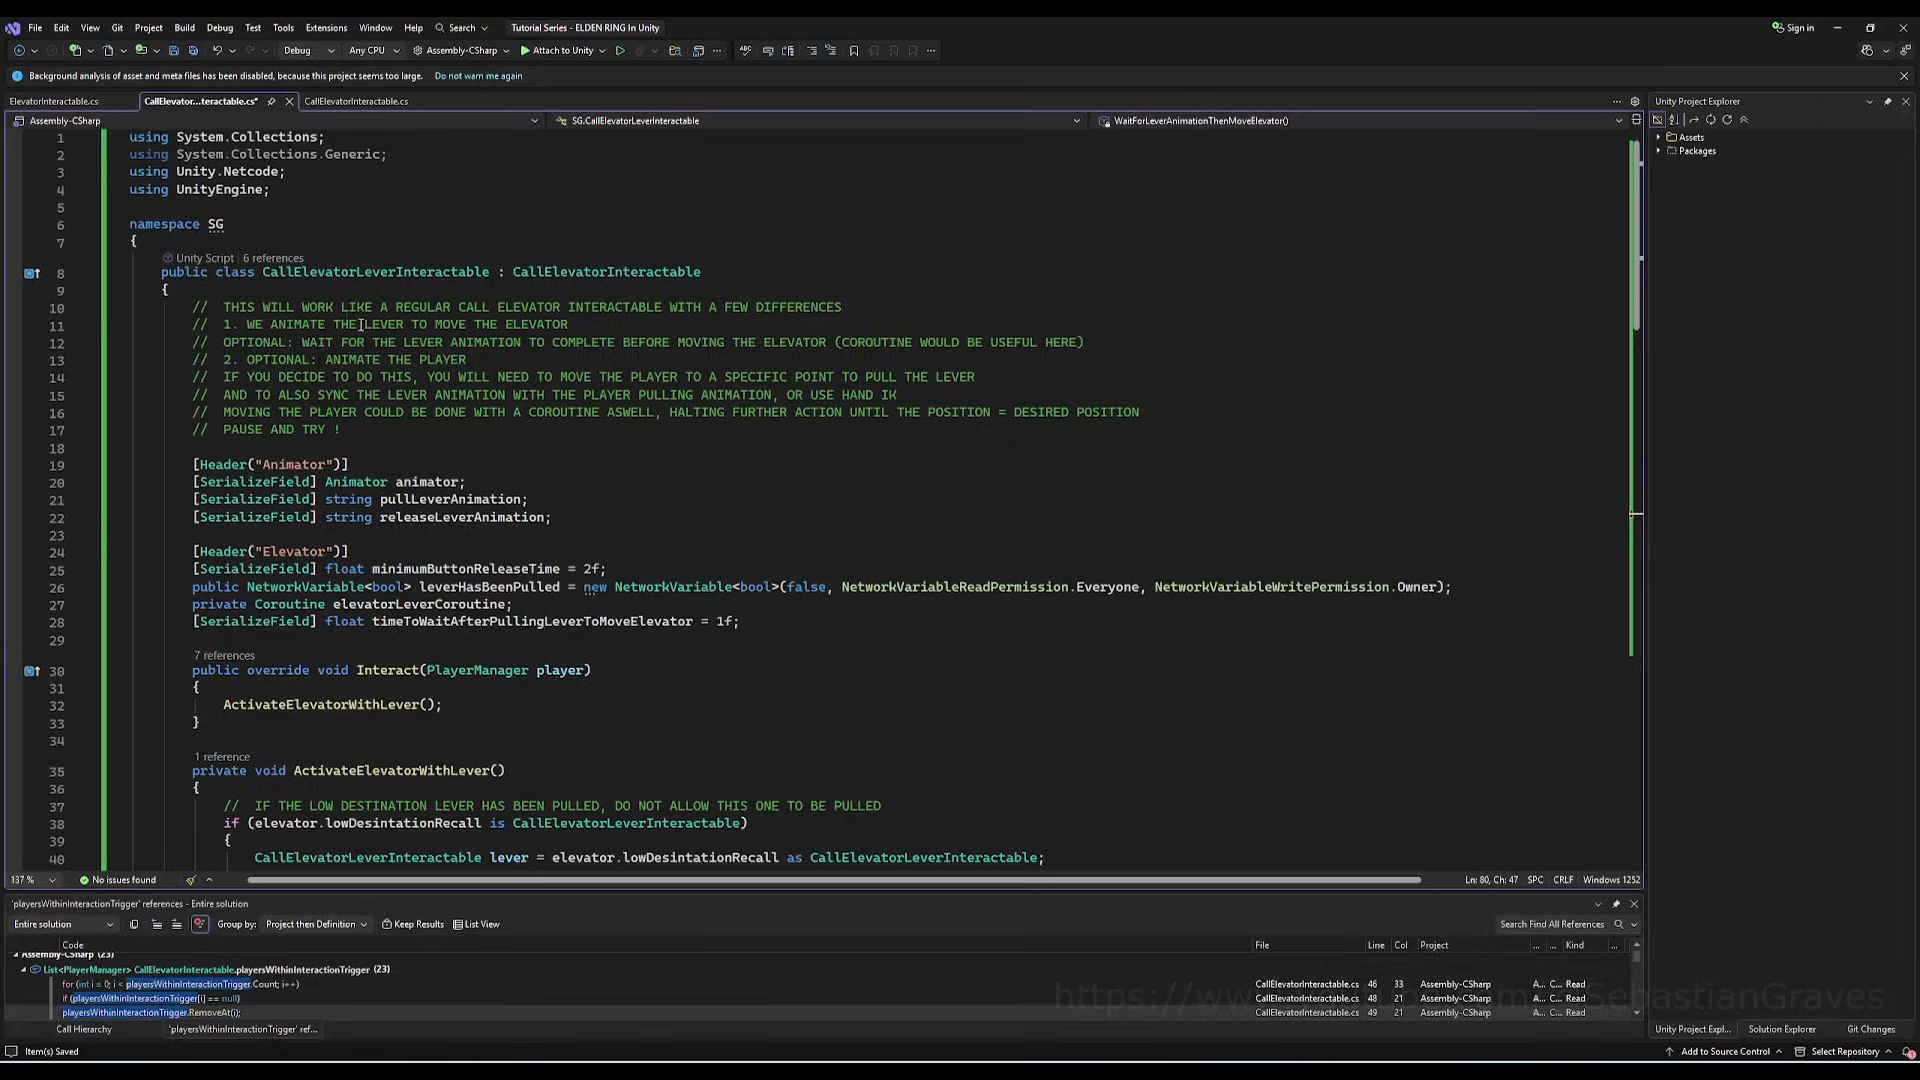 File Edit View Git Project Build Debug Test Tools Extensions Window Help Search Tutorial Series - ELDEN RING In Unity Sign in
Debug Any CPU Assembly-CSharp Attach to Unity
Background analysis of asset and meta files has been disabled, because this project seems too large. Do not warn me again
ElevatorInteractable.cs CallElevator...teractable.cs* CallElevatorInteractable.cs Unity Project Explorer
Assembly-CSharp SG.CallElevatorLeverInteractable WaitForLeverAnimationThenMoveElevator()
Assets
Packages
1 using System.Collections;
2 using System.Collections.Generic;
3 using Unity.Netcode;
4 using UnityEngine;
5
6 namespace SG
7 {
Unity Script | 6 references
8 public class CallElevatorLeverInteractable : CallElevatorInteractable
9 {
10 // THIS WILL WORK LIKE A REGULAR CALL ELEVATOR INTERACTABLE WITH A FEW DIFFERENCES
11 // 1. WE ANIMATE THE LEVER TO MOVE THE ELEVATOR
12 // OPTIONAL: WAIT FOR THE LEVER ANIMATION TO COMPLETE BEFORE MOVING THE ELEVATOR (COROUTINE WOULD BE USEFUL HERE)
13 // 2. OPTIONAL: ANIMATE THE PLAYER
14 // IF YOU DECIDE TO DO THIS, YOU WILL NEED TO MOVE THE PLAYER TO A SPECIFIC POINT TO PULL THE LEVER
15 // AND TO ALSO SYNC THE LEVER ANIMATION WITH THE PLAYER PULLING ANIMATION, OR USE HAND IK
16 // MOVING THE PLAYER COULD BE DONE WITH A COROUTINE ASWELL, HALTING FURTHER ACTION UNTIL THE POSITION = DESIRED POSITION
17 // PAUSE AND TRY !
18
19 [Header("Animator")]
20 [SerializeField] Animator animator;
21 [SerializeField] string pullLeverAnimation;
22 [SerializeField] string releaseLeverAnimation;
23
24 [Header("Elevator")]
25 [SerializeField] float minimumButtonReleaseTime = 2f;
26 public NetworkVariable<bool> leverHasBeenPulled = new NetworkVariable<bool>(false, NetworkVariableReadPermission.Everyone, NetworkVariableWritePermission.Owner);
27 private Coroutine elevatorLeverCoroutine;
28 [SerializeField] float timeToWaitAfterPullingLeverToMoveElevator = 1f;
29
7 references
30 public override void Interact(PlayerManager player)
31 {
32 ActivateElevatorWithLever();
33 }
34
1 reference
35 private void ActivateElevatorWithLever()
36 {
37 // IF THE LOW DESTINATION LEVER HAS BEEN PULLED, DO NOT ALLOW THIS ONE TO BE PULLED
38 if (elevator.lowDesintationRecall is CallElevatorLeverInteractable)
39 {
40 CallElevatorLeverInteractable lever = elevator.lowDesintationRecall as CallElevatorLeverInteractable;
137 % No issues found Ln: 80, Ch: 47 SPC CRLF Windows 1252
'playersWithinInteractionTrigger' references - Entire solution
Entire solution Group by: Project then Definition Keep Results List View Search Find All References
Code File Line Col Project ... ... Kind ...
Assembly-CSharp (23)
List<PlayerManager> CallElevatorInteractable.playersWithinInteractionTrigger (23)
for (int i = 0; i < playersWithinInteractionTrigger.Count; i++) CallElevatorInteractable.cs 46 33 Assembly-CSharp A... C... Read
if (playersWithinInteractionTrigger[i] == null) CallElevatorInteractable.cs 48 21 Assembly-CSharp A... C... Read
playersWithinInteractionTrigger.RemoveAt(i); CallElevatorInteractable.cs 49 21 Assembly-CSharp A... C... Read
Call Hierarchy 'playersWithinInteractionTrigger' ref... Unity Project Expl... Solution Explorer Git Changes
Item(s) Saved Add to Source Control Select Repository